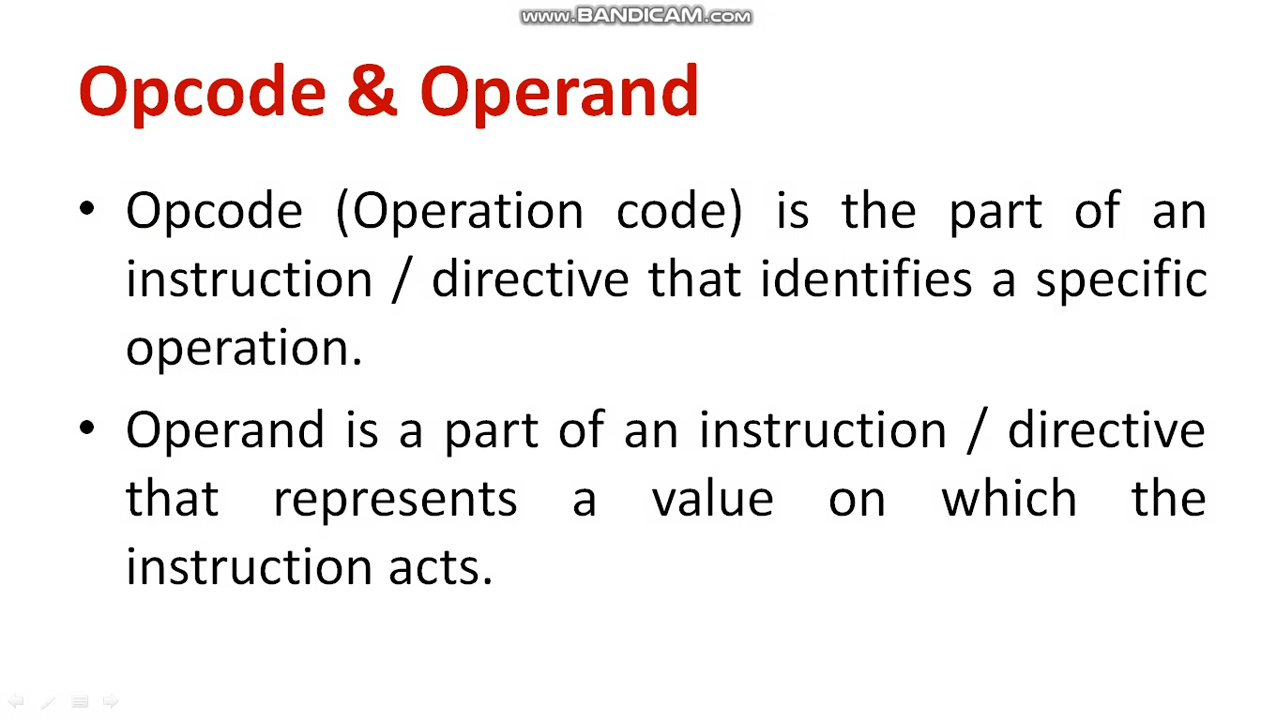 www.BANDICAM.com
Opcode & Operand
• Opcode (Operation code) is the part of an
instruction / directive that identifies a specific
operation.
• Operand is a part of an instruction / directive
that represents a value on which the
instruction acts.